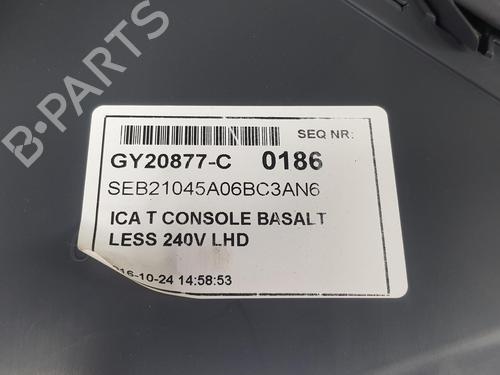 B-PARTS
SEQ NR:
GY20877-C 0186
SEB21045A06BC3AN6
ICA T CONSOLE BASALT
LESS 240V LHD
16-10-24 14:58:53